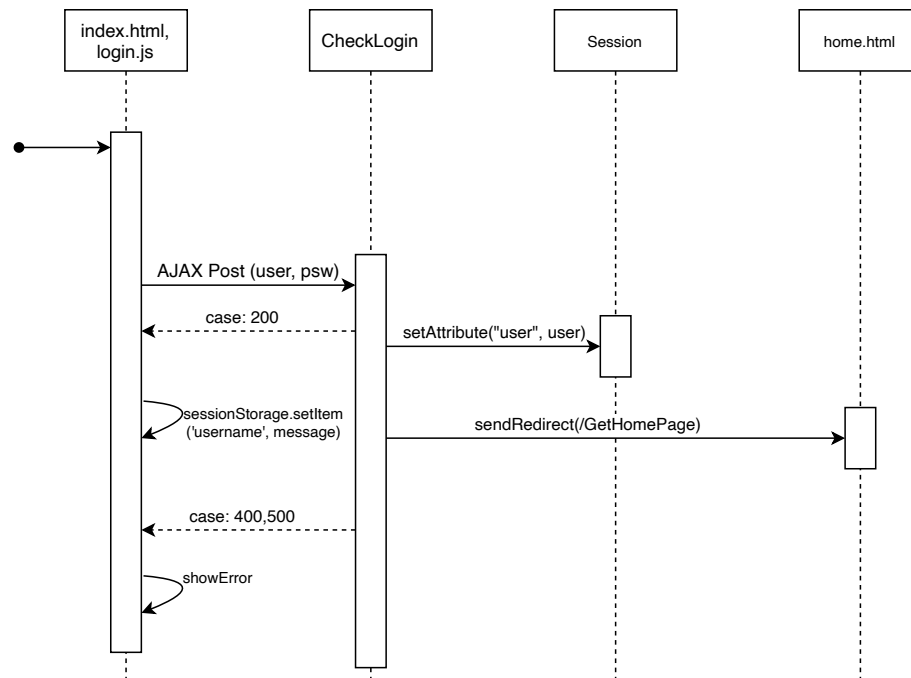 index.html,
login.js
CheckLogin
Session
home.html
AJAX Post (user, psw)
case: 200
setAttribute("user", user)
sessionStorage.setItem
('username', message)
sendRedirect(/GetHomePage)
case: 400,500
showError